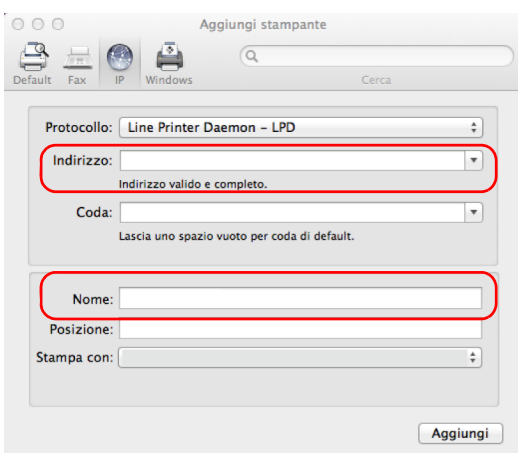 Aggiungi stampante
Default Fax IP Windows Cerca
Protocollo: Line Printer Daemon – LPD
Indirizzo:
Indirizzo valido e completo.
Coda:
Lascia uno spazio vuoto per coda di default.
Nome:
Posizione:
Stampa con:
Aggiungi